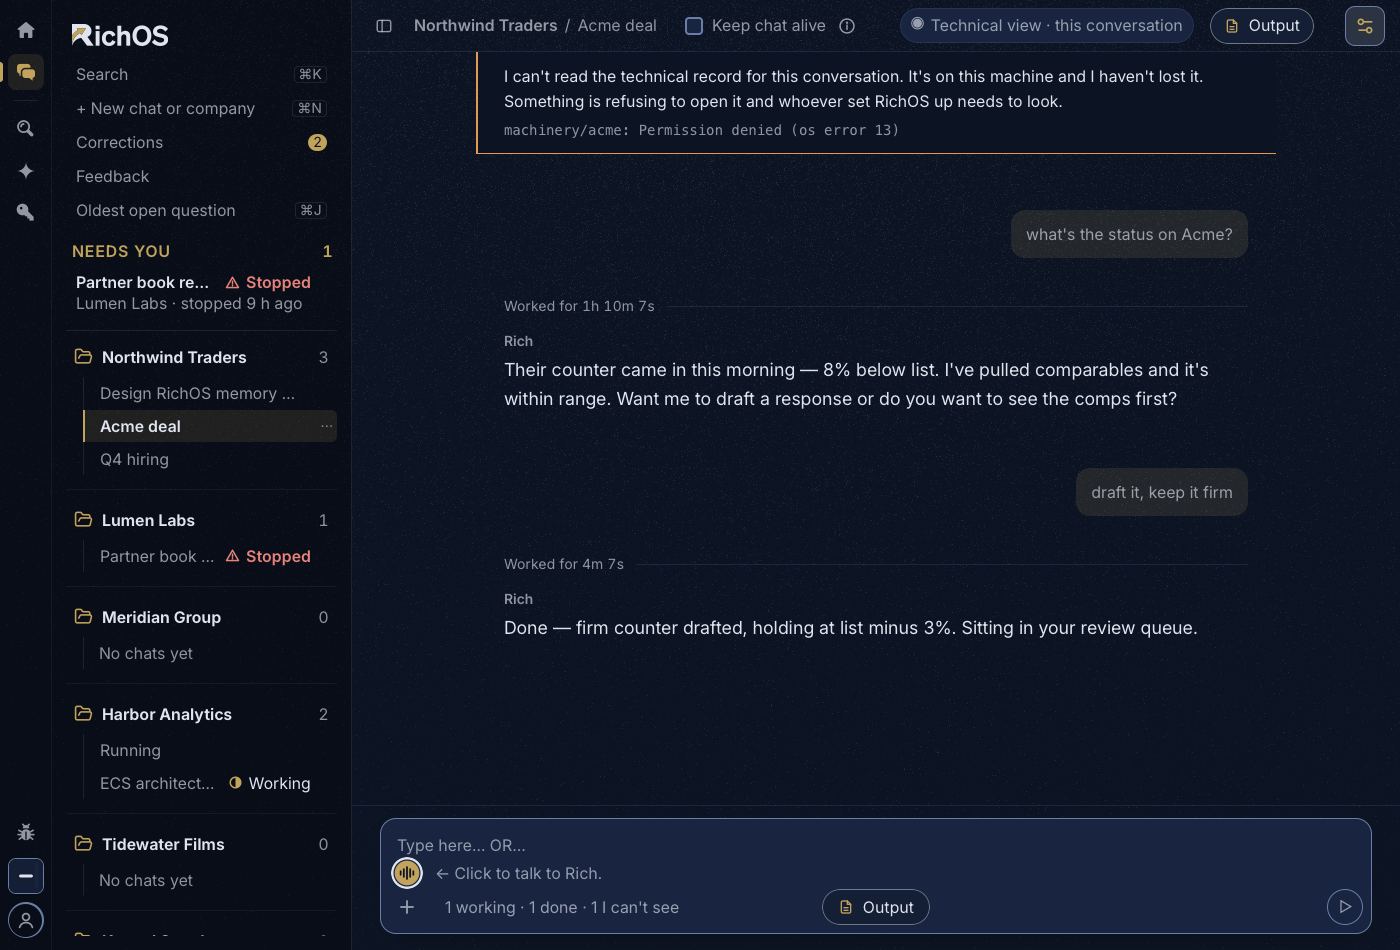 RichOS
Search ⌘K
+ New chat or company ⌘N
Corrections 2
Feedback
Oldest open question ⌘J
NEEDS YOU 1
Partner book re... Stopped
Lumen Labs · stopped 9 h ago
Northwind Traders 3
Design RichOS memory ...
Acme deal ...
Q4 hiring
Lumen Labs 1
Partner book ... Stopped
Meridian Group 0
No chats yet
Harbor Analytics 2
Running
ECS architect... Working
Tidewater Films 0
No chats yet
Northwind Traders / Acme deal Keep chat alive Technical view · this conversation Output
I can't read the technical record for this conversation. It's on this machine and I haven't lost it.
Something is refusing to open it and whoever set RichOS up needs to look.
machinery/acme: Permission denied (os error 13)
what's the status on Acme?
Worked for 1h 10m 7s
Rich
Their counter came in this morning — 8% below list. I've pulled comparables and it's
within range. Want me to draft a response or do you want to see the comps first?
draft it, keep it firm
Worked for 4m 7s
Rich
Done — firm counter drafted, holding at list minus 3%. Sitting in your review queue.
Type here... OR...
← Click to talk to Rich.
1 working · 1 done · 1 I can't see Output